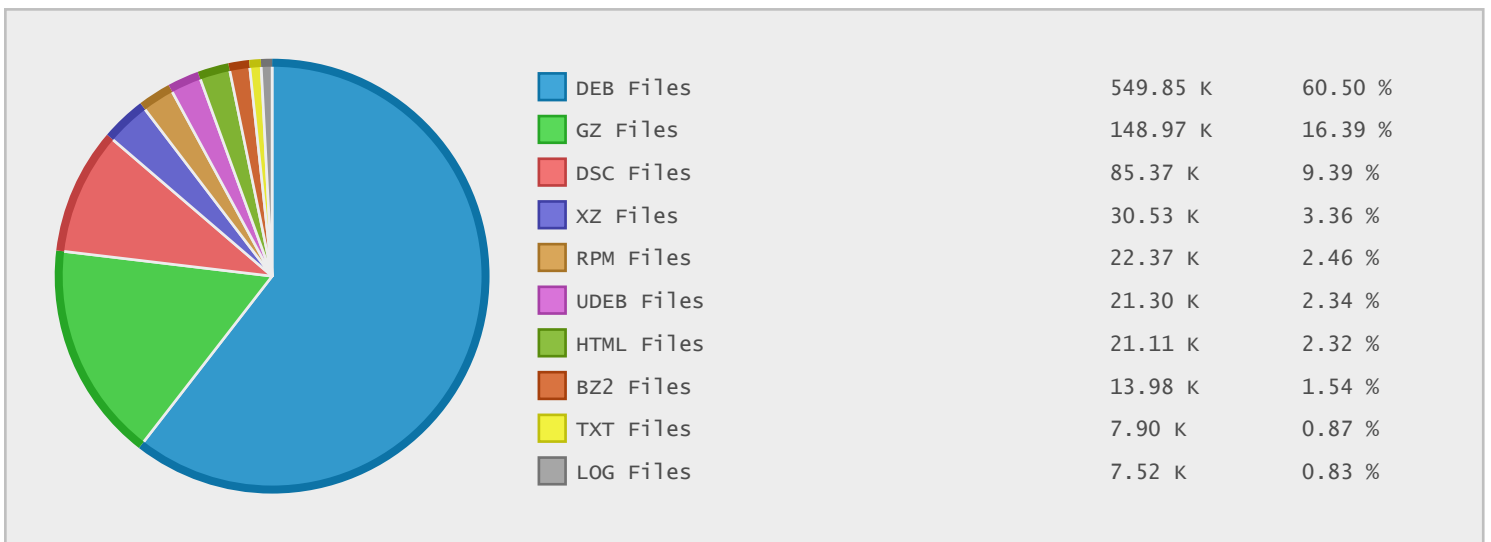 DEB Files 549.85 K 60.50 %
GZ Files 148.97 K 16.39 %
DSC Files 85.37 K 9.39 %
XZ Files 30.53 K 3.36 %
RPM Files 22.37 K 2.46 %
UDEB Files 21.30 K 2.34 %
HTML Files 21.11 K 2.32 %
BZ2 Files 13.98 K 1.54 %
TXT Files 7.90 K 0.87 %
LOG Files 7.52 K 0.83 %